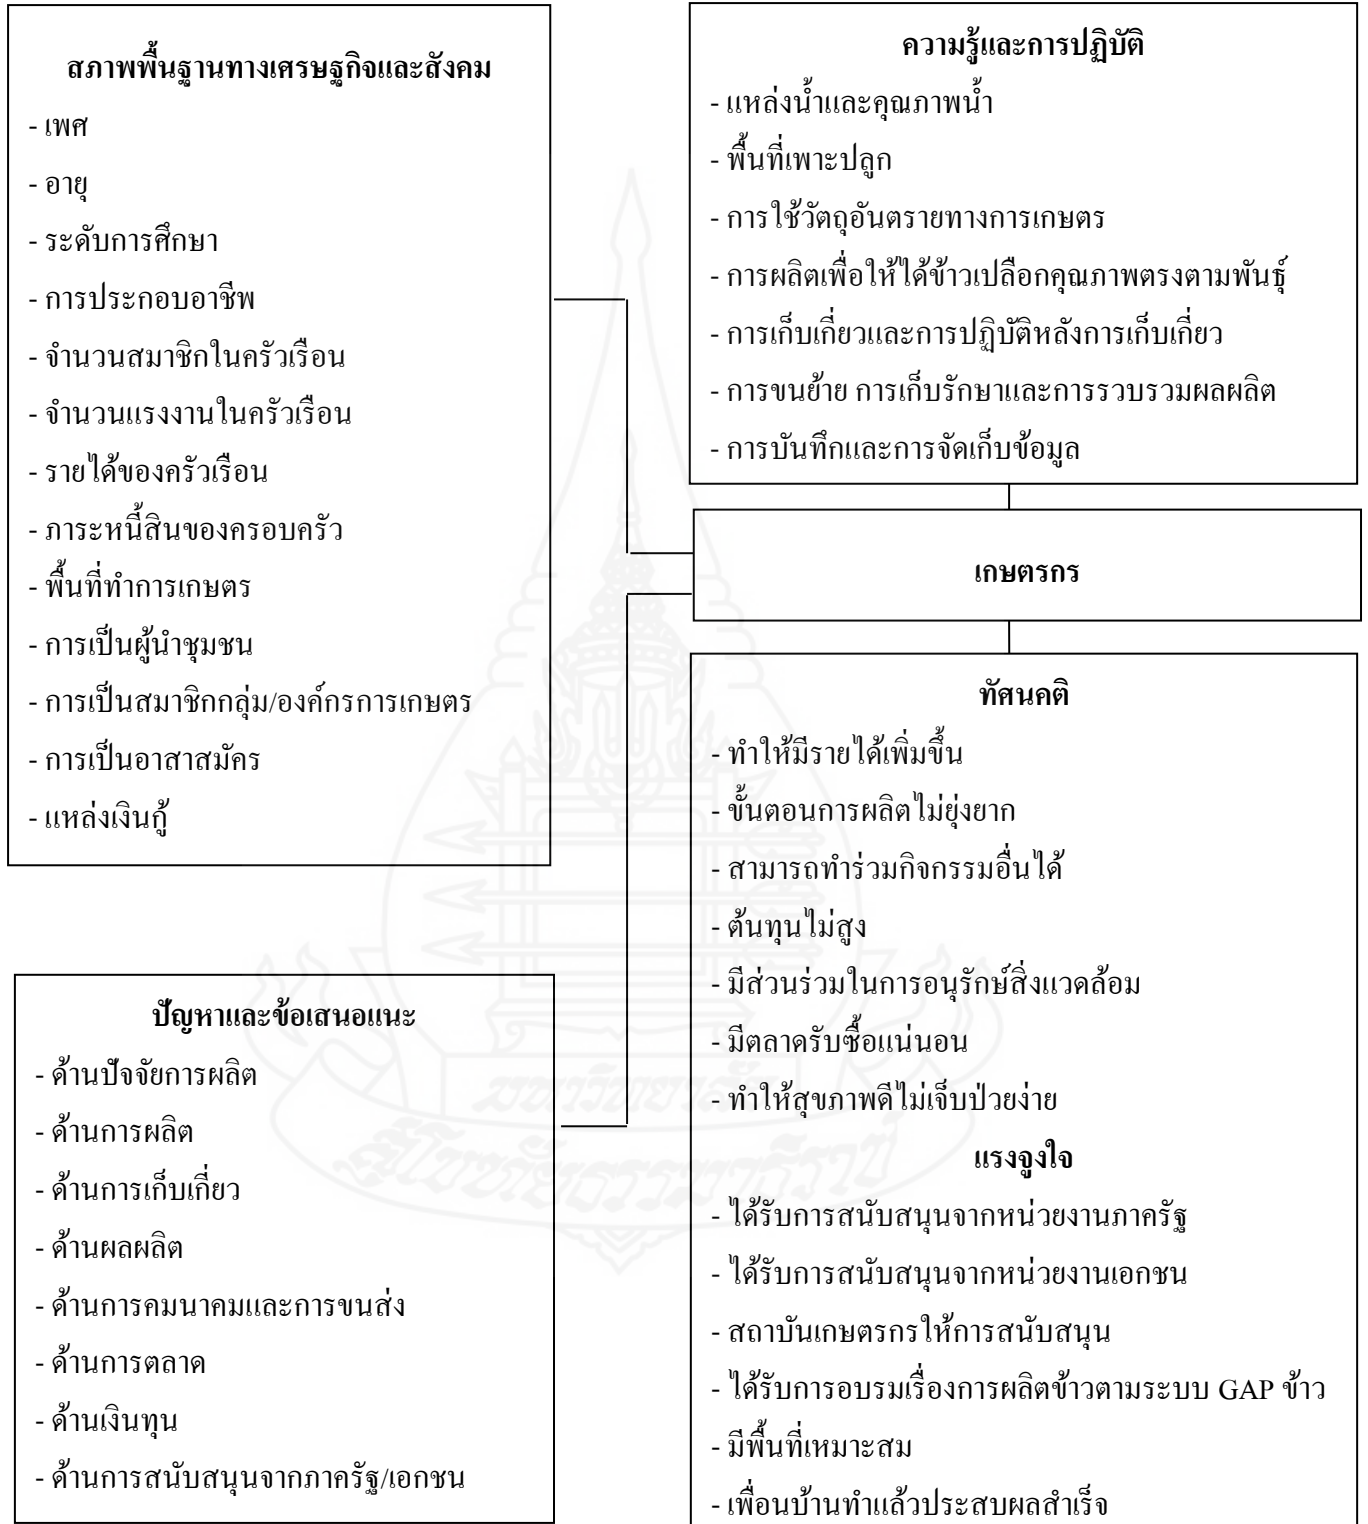 สภาพพื้นฐานทางเศรษฐกิจและสังคม
- เพศ
- อายุ
- ระดับการศึกษา
- การประกอบอาชีพ
- จำนวนสมาชิกในครัวเรือน
- จำนวนแรงงานในครัวเรือน
- รายได้ของครัวเรือน
- ภาระหนี้สินของครอบครัว
- พื้นที่ทำการเกษตร
- การเป็นผู้นำชุมชน
- การเป็นสมาชิกกลุ่ม/องค์กรการเกษตร
- การเป็นอาสาสมัคร
- แหล่งเงินกู้
ความรู้และการปฏิบัติ
- แหล่งน้ำและคุณภาพน้ำ
- พื้นที่เพาะปลูก
- การใช้วัตถุอันตรายทางการเกษตร
- การผลิตเพื่อให้ได้ข้าวเปลือกคุณภาพตรงตามพันธุ์
- การเก็บเกี่ยวและการปฏิบัติหลังการเก็บเกี่ยว
- การขนย้าย การเก็บรักษาและการรวบรวมผลผลิต
- การบันทึกและการจัดเก็บข้อมูล
เกษตรกร
ทัศนคติ
- ทำให้มีรายได้เพิ่มขึ้น
- ขั้นตอนการผลิตไม่ยุ่งยาก
- สามารถทำร่วมกิจกรรมอื่นได้
- ต้นทุนไม่สูง
- มีส่วนร่วมในการอนุรักษ์สิ่งแวดล้อม
- มีตลาดรับซื้อแน่นอน
- ทำให้สุขภาพดีไม่เจ็บป่วยง่าย
แรงจูงใจ
- ได้รับการสนับสนุนจากหน่วยงานภาครัฐ
- ได้รับการสนับสนุนจากหน่วยงานเอกชน
- สถาบันเกษตรกรให้การสนับสนุน
- ได้รับการอบรมเรื่องการผลิตข้าวตามระบบ GAP ข้าว
- มีพื้นที่เหมาะสม
- เพื่อนบ้านทำแล้วประสบผลสำเร็จ
ปัญหาและข้อเสนอแนะ
- ด้านปัจจัยการผลิต
- ด้านการผลิต
- ด้านการเก็บเกี่ยว
- ด้านผลผลิต
- ด้านการคมนาคมและการขนส่ง
- ด้านการตลาด
- ด้านเงินทุน
- ด้านการสนับสนุนจากภาครัฐ/เอกชน
มหาวิทยาลัย
สุโขทัยธรรมาธิราช